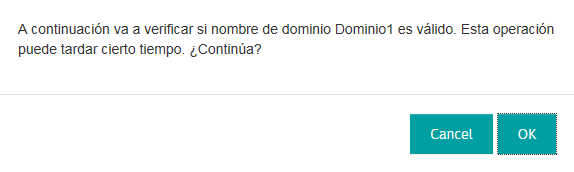 A continuación va a verificar si nombre de dominio Dominio1 es válido. Esta operación
puede tardar cierto tiempo. ¿Continúa?
Cancel
OK